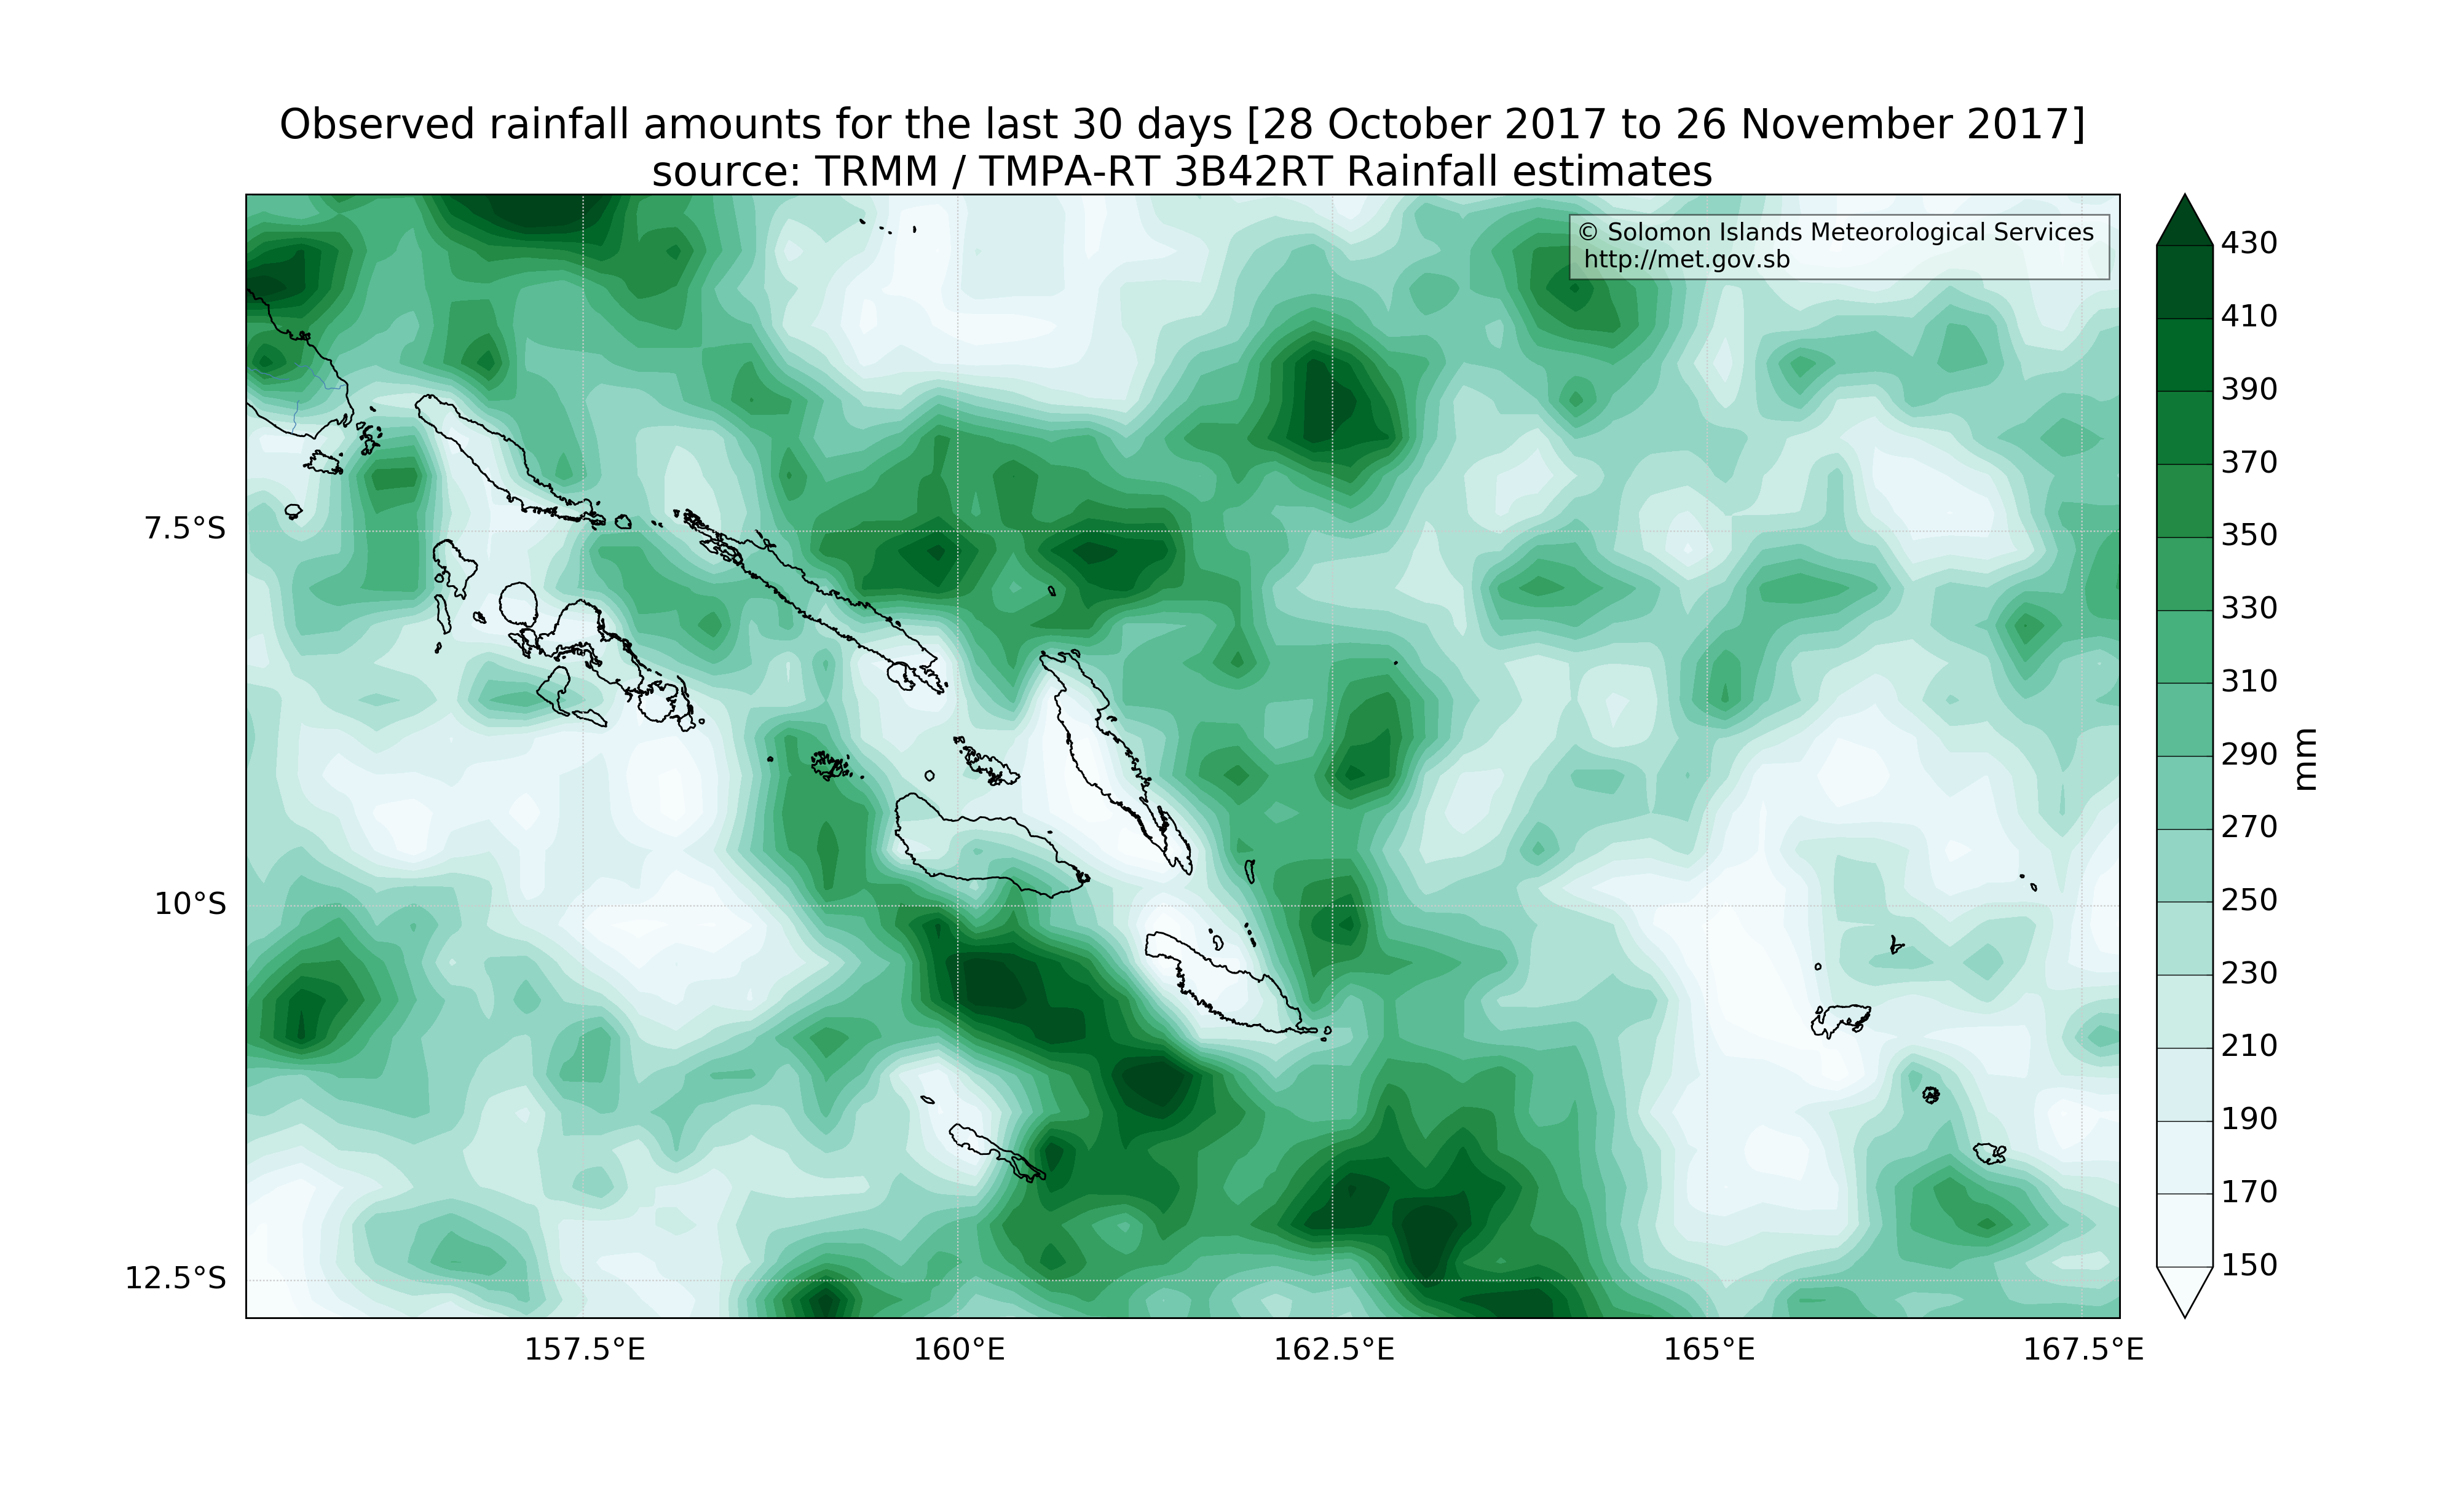 Observed rainfall amounts for the last 30 days [28 October 2017 to 26 November 2017]
source: TRMM / TMPA-RT 3B42RT Rainfall estimates
© Solomon Islands Meteorological Services
http://met.gov.sb
7.5°S
10°S
12.5°S
157.5°E
160°E
162.5°E
165°E
167.5°E
430
410
390
370
350
330
310
290
270
250
230
210
190
170
150
mm